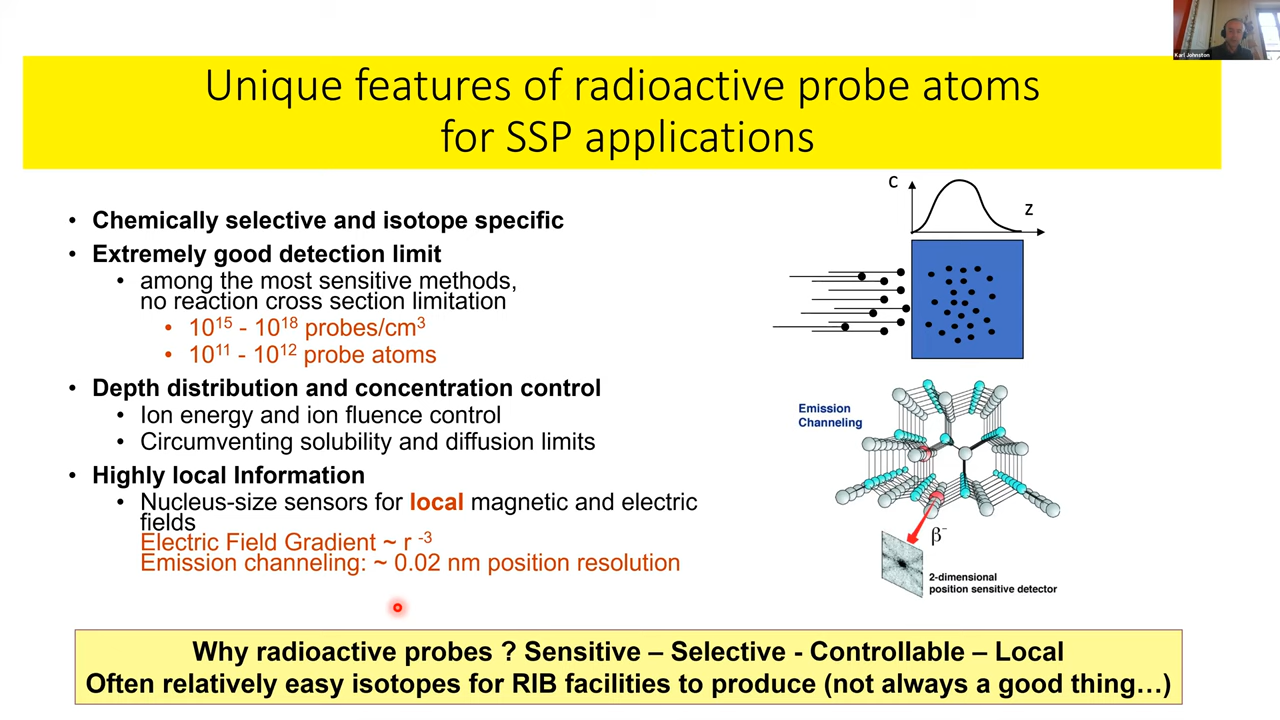 Karl Johnston
Unique features of radioactive probe atoms
for SSP applications
• Chemically selective and isotope specific
• Extremely good detection limit
• among the most sensitive methods,
no reaction cross section limitation
• 10¹⁵ - 10¹⁸ probes/cm³
• 10¹¹ - 10¹² probe atoms
• Depth distribution and concentration control
• Ion energy and ion fluence control
• Circumventing solubility and diffusion limits
• Highly local Information
• Nucleus-size sensors for local magnetic and electric
fields
Electric Field Gradient ~ r ⁻³
Emission channeling: ~ 0.02 nm position resolution
c
z
Emission
Channeling
β⁻
2-dimensional
position sensitive detector
Why radioactive probes ? Sensitive – Selective - Controllable – Local
Often relatively easy isotopes for RIB facilities to produce (not always a good thing…)